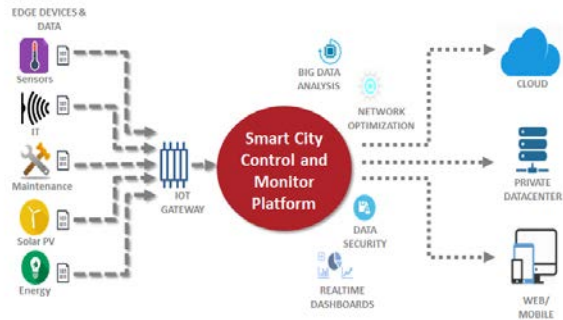 EDGE DEVICES &
DATA
Sensors
IT
Maintenance
Solar PV
Energy
IOT
GATEWAY
Smart City
Control and
Monitor
Platform
BIG DATA
ANALYSIS
NETWORK
OPTIMIZATION
DATA
SECURITY
REALTIME
DASHBOARDS
CLOUD
PRIVATE
DATACENTER
WEB/
MOBILE